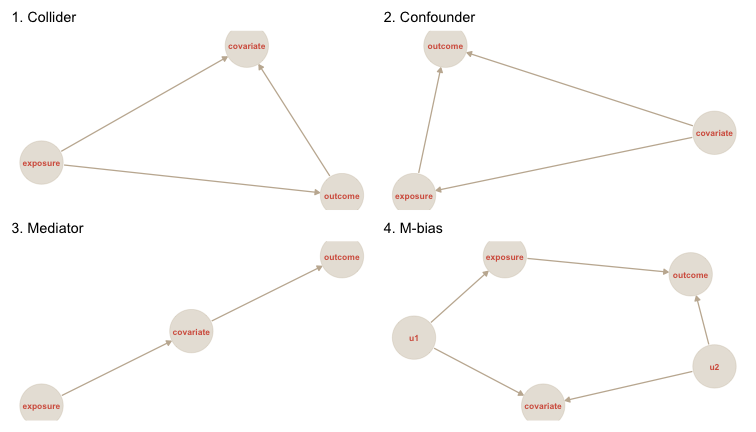 1. Collider
covariate
exposure
outcome
2. Confounder
outcome
covariate
exposure
3. Mediator
outcome
covariate
exposure
4. M-bias
exposure
outcome
u1
u2
covariate